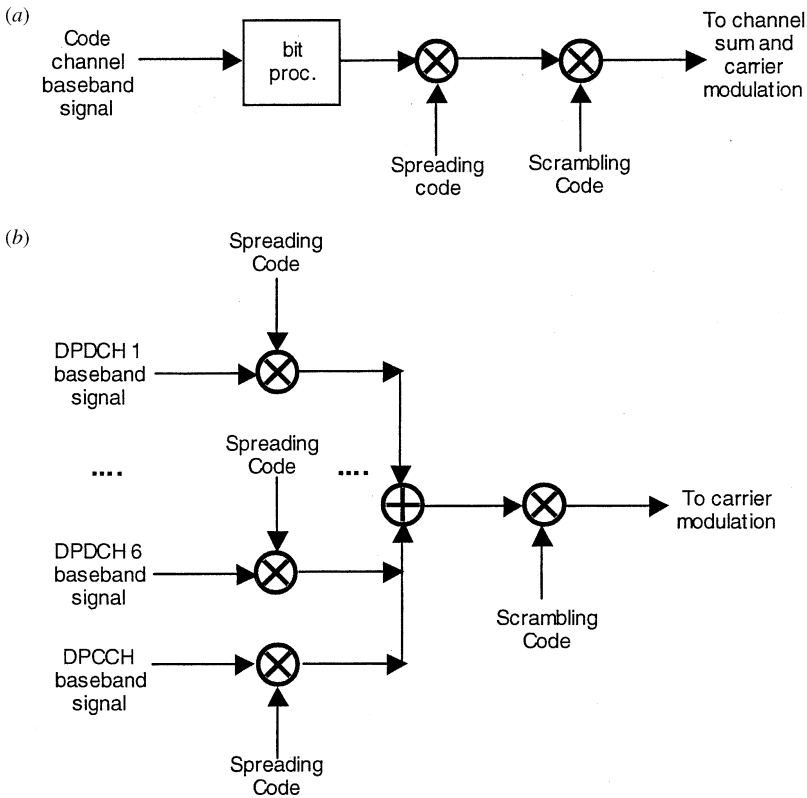 (a)
Code
channel
baseband
signal
bit
proc.
Spreading
code
Scrambling
Code
To channel
sum and
carrier
modulation
(b)
Spreading
Code
DPDCH 1
baseband
signal
....
Spreading
Code
....
DPDCH 6
baseband
signal
To carrier
modulation
Scrambling
Code
DPCCH
baseband
signal
Spreading
Code